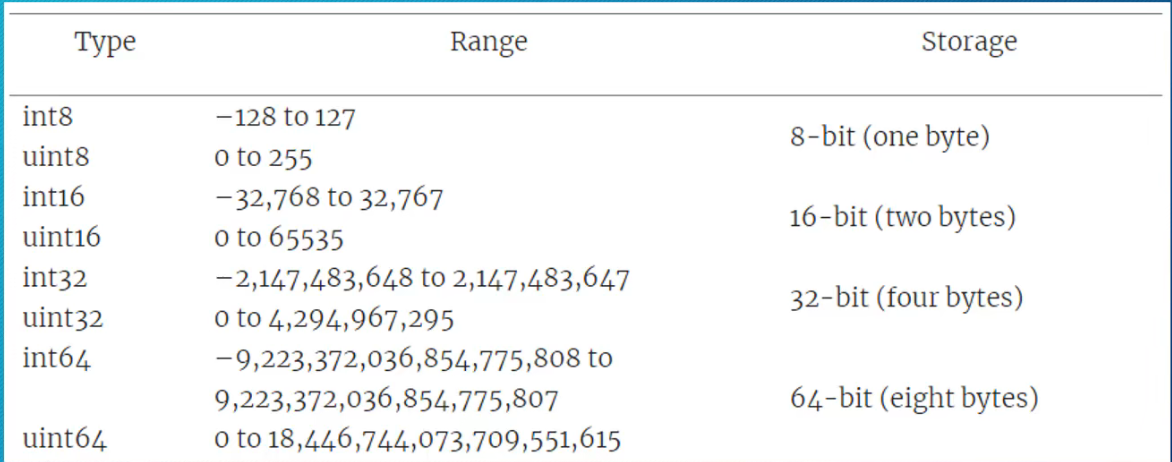 Type Range Storage
int8 −128 to 127
8-bit (one byte)
uint8 0 to 255
int16 −32,768 to 32,767
16-bit (two bytes)
uint16 0 to 65535
int32 −2,147,483,648 to 2,147,483,647
32-bit (four bytes)
uint32 0 to 4,294,967,295
int64 −9,223,372,036,854,775,808 to
9,223,372,036,854,775,807 64-bit (eight bytes)
uint64 0 to 18,446,744,073,709,551,615